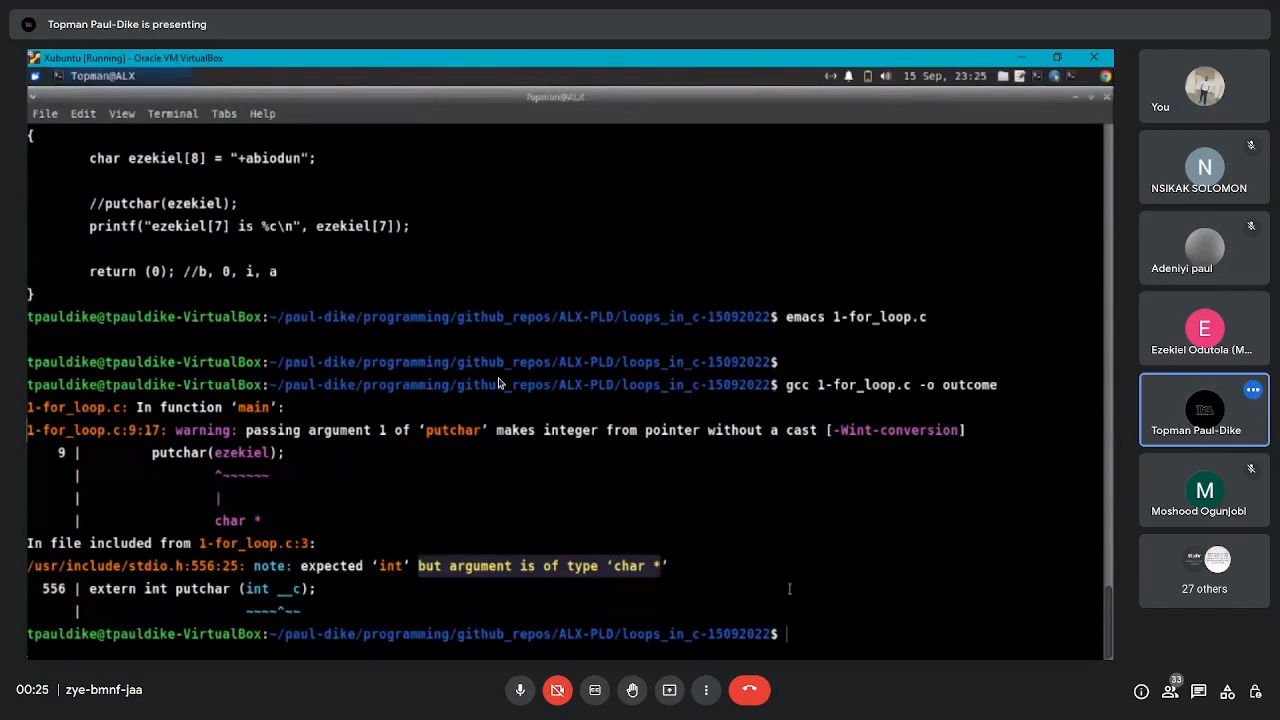 Topman Paul-Dike is presenting
Xubuntu [Running] - Oracle VM VirtualBox
Topman@ALX
15 Sep, 23:25
Topman@ALX
File Edit View Terminal Tabs Help
{
char ezekiel[8] = "+abiodun";
//putchar(ezekiel);
printf("ezekiel[7] is %c\n", ezekiel[7]);
return (0); //b, 0, i, a
}
tpauldike@tpauldike-VirtualBox:~/paul-dike/programming/github_repos/ALX-PLD/loops_in_c-15092022$ emacs 1-for_loop.c
tpauldike@tpauldike-VirtualBox:~/paul-dike/programming/github_repos/ALX-PLD/loops_in_c-15092022$
tpauldike@tpauldike-VirtualBox:~/paul-dike/programming/github_repos/ALX-PLD/loops_in_c-15092022$ gcc 1-for_loop.c -o outcome
1-for_loop.c: In function ‘main’:
1-for_loop.c:9:17: warning: passing argument 1 of ‘putchar’ makes integer from pointer without a cast [-Wint-conversion]
9 | putchar(ezekiel);
| ^~~~~~~
| |
| char *
In file included from 1-for_loop.c:3:
/usr/include/stdio.h:556:25: note: expected ‘int’ but argument is of type ‘char *’
556 | extern int putchar (int __c);
| ~~~~^~~
tpauldike@tpauldike-VirtualBox:~/paul-dike/programming/github_repos/ALX-PLD/loops_in_c-15092022$
You
N
NSIKAK SOLOMON
Adeniyi paul
E
Ezekiel Odutola (M...
Topman Paul-Dike
M
Moshood Ogunjobi
27 others
00:25 | zye-bmnf-jaa
33